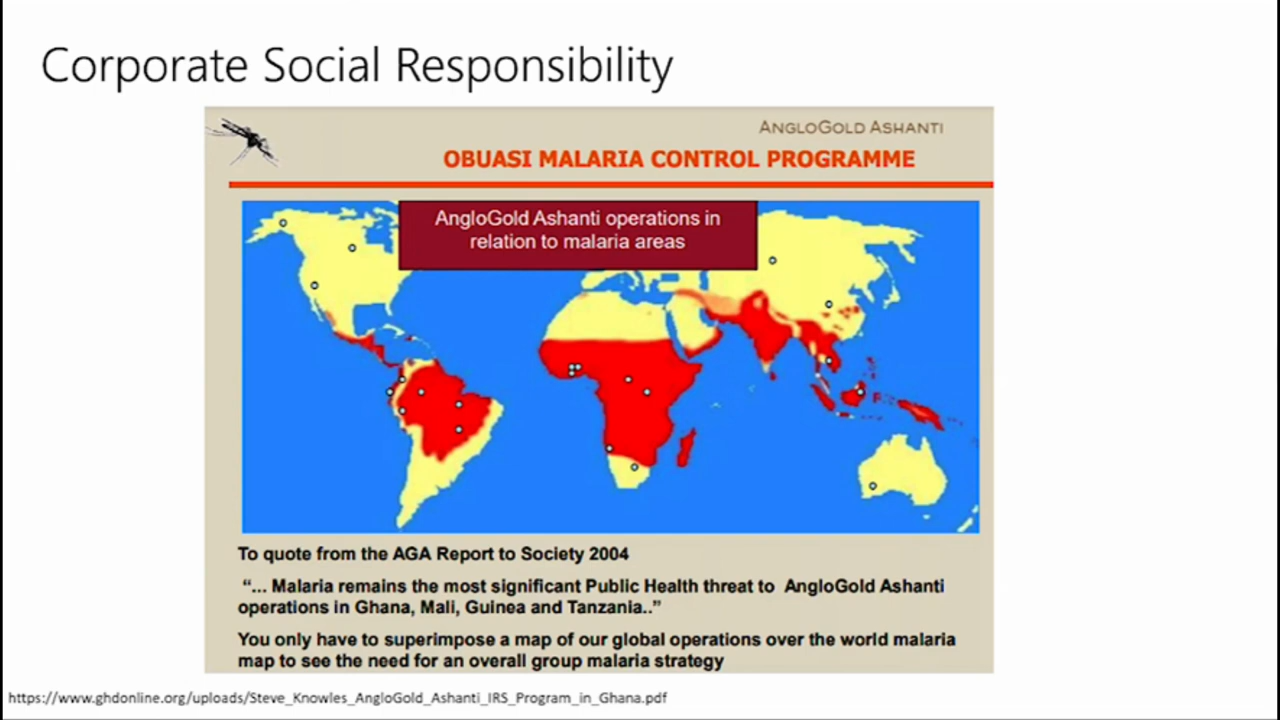 Corporate Social Responsibility
ANGLOGOLD ASHANTI
OBUASI MALARIA CONTROL PROGRAMME
AngloGold Ashanti operations in
relation to malaria areas
To quote from the AGA Report to Society 2004
“... Malaria remains the most significant Public Health threat to AngloGold Ashanti
operations in Ghana, Mali, Guinea and Tanzania..”
You only have to superimpose a map of our global operations over the world malaria
map to see the need for an overall group malaria strategy
https://www.ghdonline.org/uploads/Steve_Knowles_AngloGold_Ashanti_IRS_Program_in_Ghana.pdf